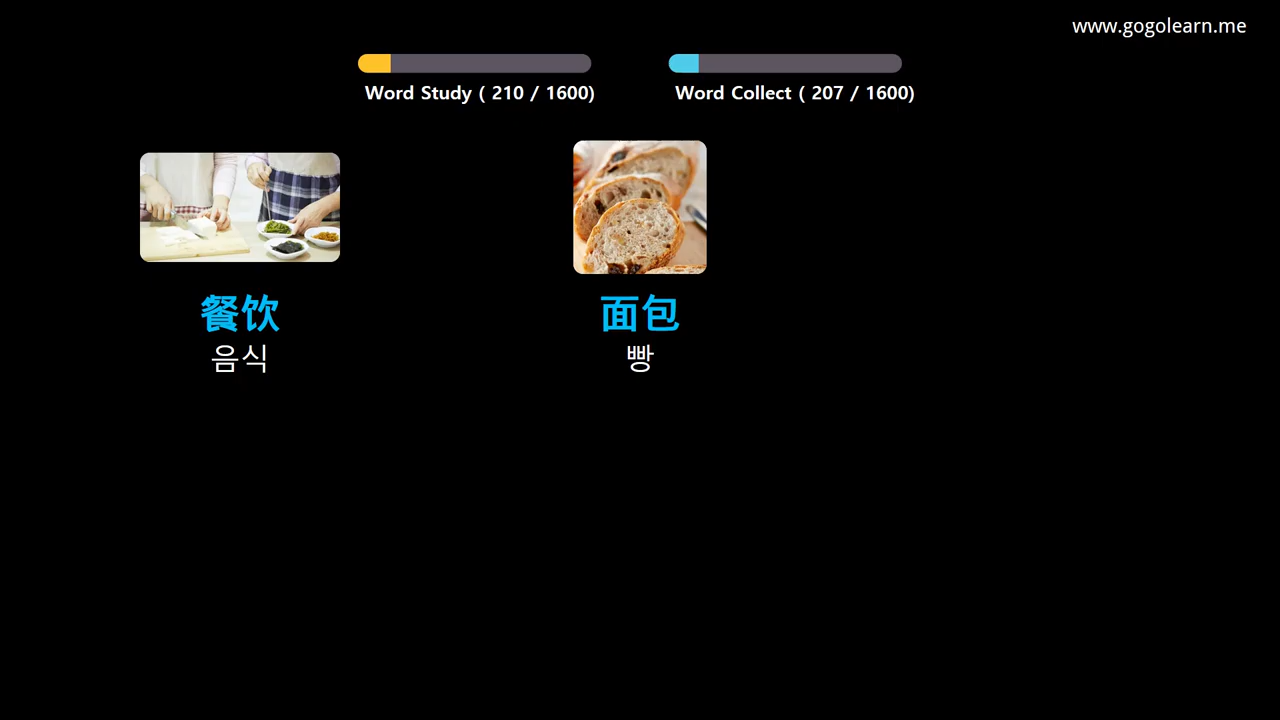 www.gogolearn.me
Word Study ( 210 / 1600)
Word Collect ( 207 / 1600)
餐饮
음식
面包
빵